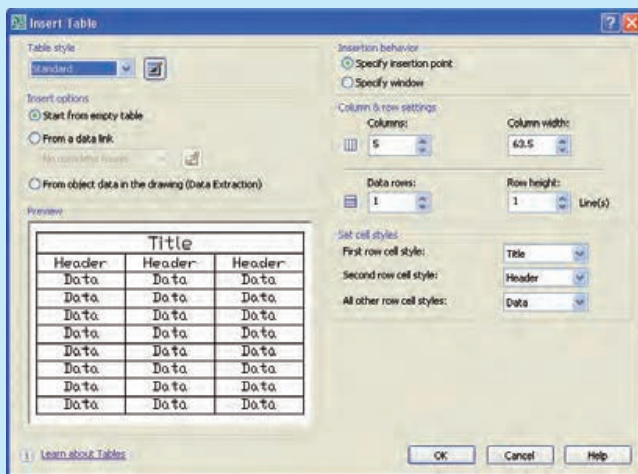 Insert Table
Table style
Standard
Insert options
Start from empty table
From a data link
From object data in the drawing (Data Extraction)
Preview
Title
Header Header Header
Data Data Data
Data Data Data
Data Data Data
Data Data Data
Data Data Data
Data Data Data
Data Data Data
Data Data Data
Learn about Tables
Insertion behavior
Specify insertion point
Specify window
Column & row settings
Columns: Column width:
5 63.5
Data rows: Row height:
1 1 Line(s)
Set cell styles
First row cell style: Title
Second row cell style: Header
All other row cell styles: Data
OK Cancel Help